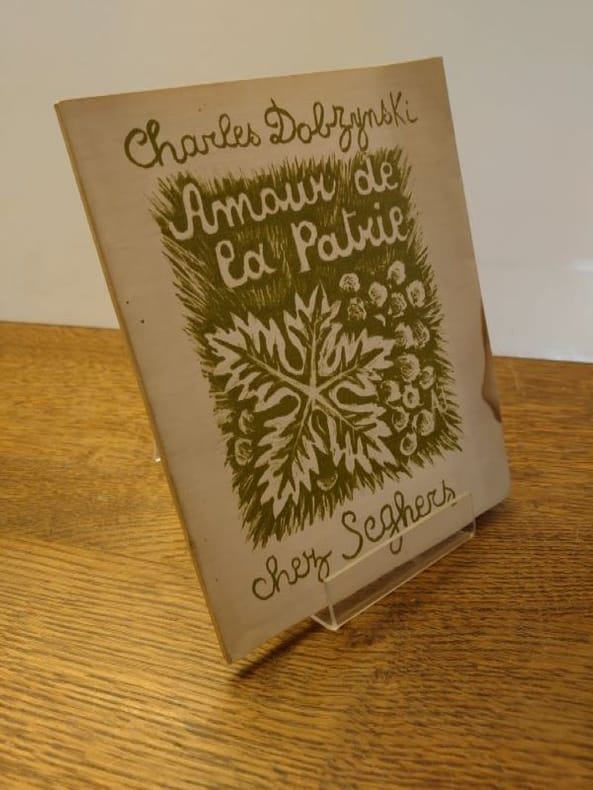 Charles Dobzynski
Amour de
la Patrie
chez Seghers